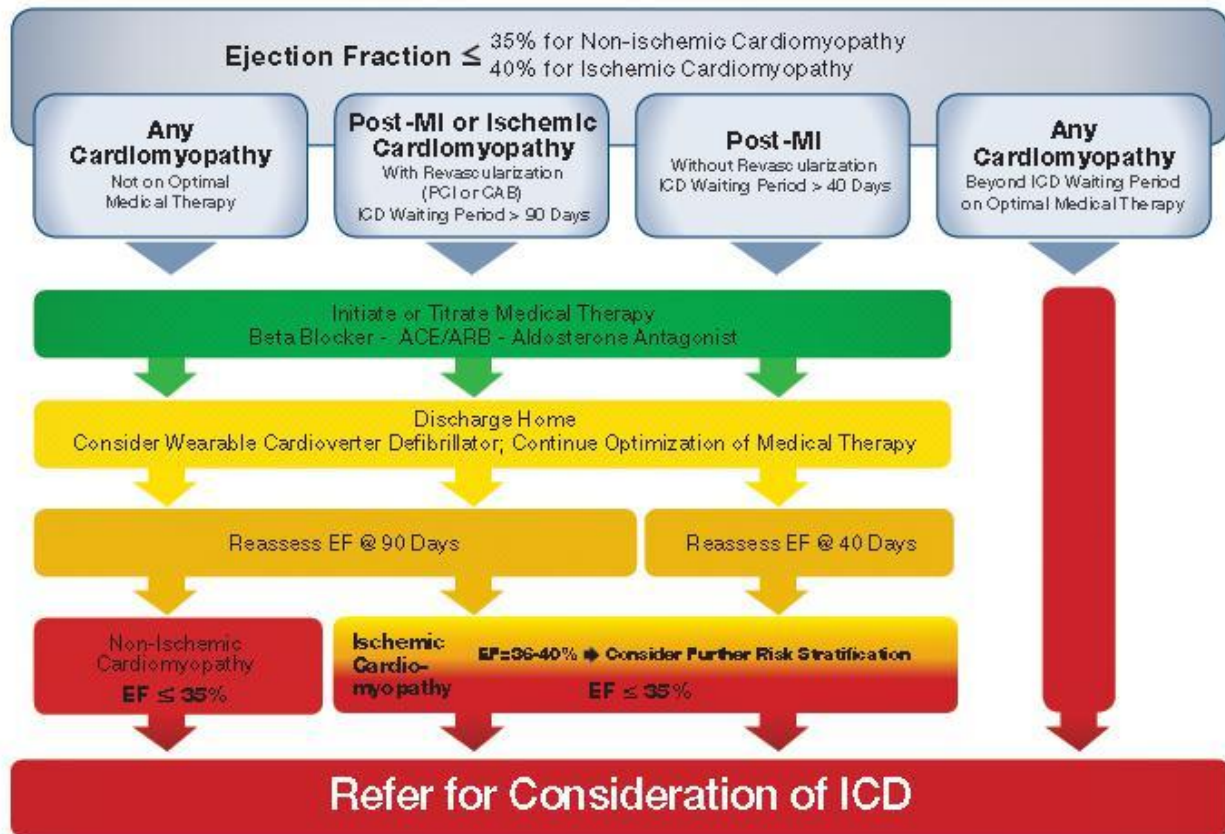 Ejection Fraction ≤ 35% for Non-ischemic Cardiomyopathy
40% for Ischemic Cardiomyopathy
Any
Cardiomyopathy
Not on Optimal
Medical Therapy
Post-MI or Ischemic
Cardiomyopathy
With Revascularization
(PCI or CAB)
ICD Waiting Period > 90 Days
Post-MI
Without Revascularization
ICD Waiting Period > 40 Days
Any
Cardiomyopathy
Beyond ICD Waiting Period
on Optimal Medical Therapy
Initiate or Titrate Medical Therapy
Beta Blocker - ACE/ARB - Aldosterone Antagonist
Discharge Home
Consider Wearable Cardioverter Defibrillator; Continue Optimization of Medical Therapy
Reassess EF @ 90 Days
Reassess EF @ 40 Days
Non-Ischemic
Cardiomyopathy
EF ≤ 35%
Ischemic
Cardio-
myopathy
EF=36-40% ➡ Consider Further Risk Stratification
EF ≤ 35%
Refer for Consideration of ICD